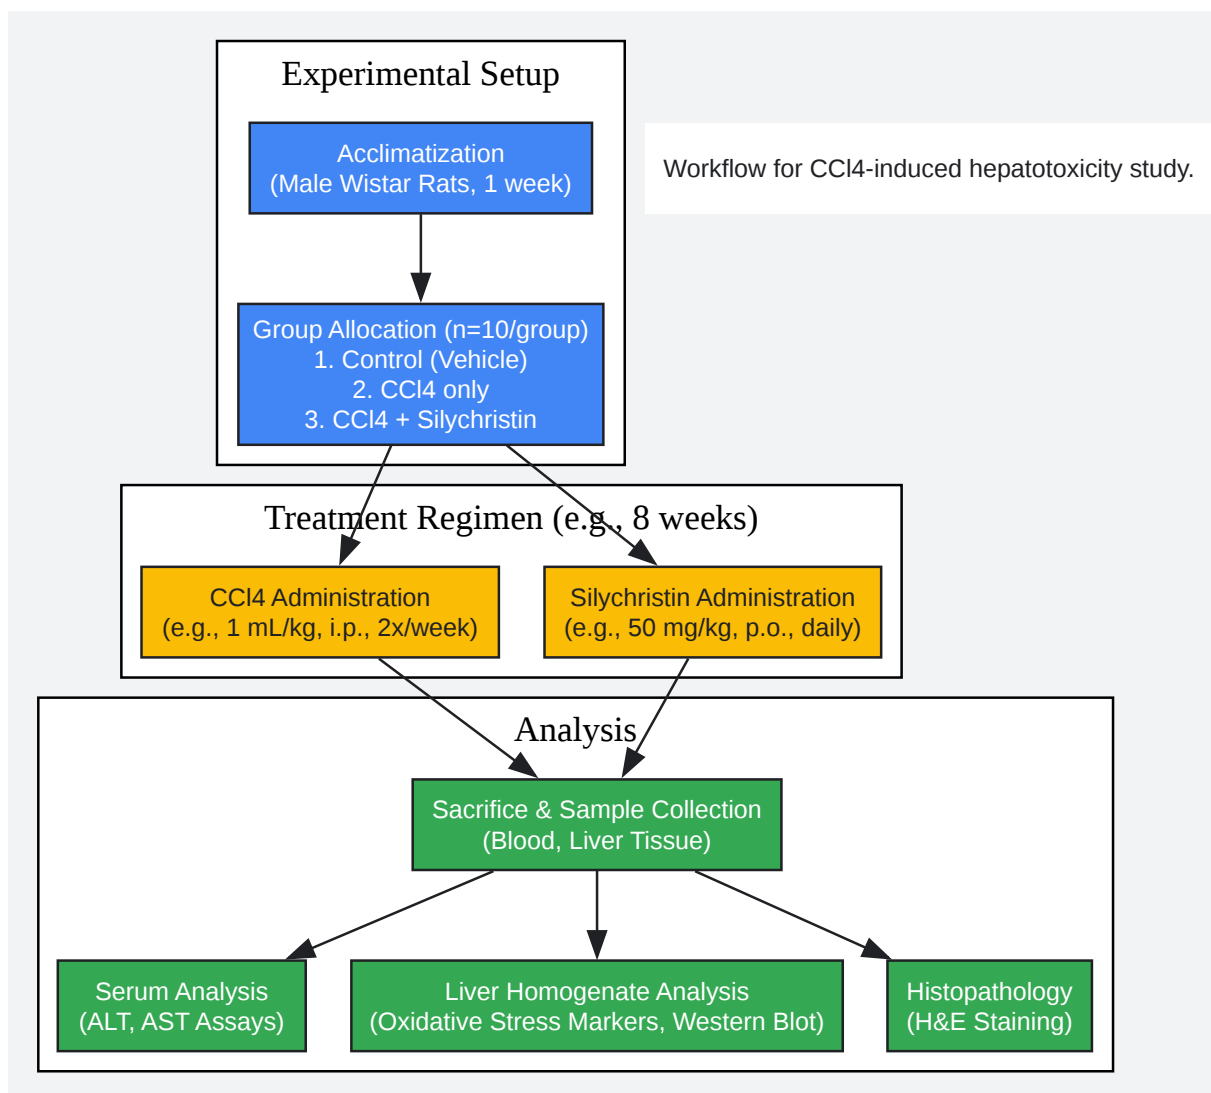 Experimental Setup
Acclimatization
(Male Wistar Rats, 1 week)
Workflow for CCl4-induced hepatotoxicity study.
Group Allocation (n=10/group)
1. Control (Vehicle)
2. CCl4 only
3. CCl4 + Silychristin
Treatment Regimen (e.g., 8 weeks)
CCl4 Administration
(e.g., 1 mL/kg, i.p., 2x/week)
Silychristin Administration
(e.g., 50 mg/kg, p.o., daily)
Analysis
Sacrifice & Sample Collection
(Blood, Liver Tissue)
Serum Analysis
(ALT, AST Assays)
Liver Homogenate Analysis
(Oxidative Stress Markers, Western Blot)
Histopathology
(H&E Staining)